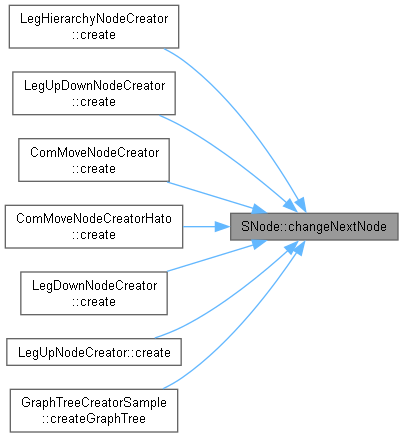 LegHierarchyNodeCreator
::create
LegUpDownNodeCreator
::create
ComMoveNodeCreator
::create
ComMoveNodeCreatorHato
::create
SNode::changeNextNode
LegDownNodeCreator
::create
LegUpNodeCreator::create
GraphTreeCreatorSample
::createGraphTree